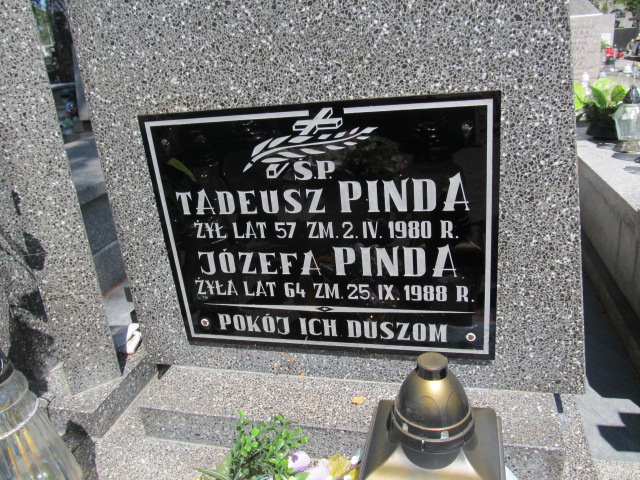 ŚP.
TADEUSZ PINDA
ŻYŁ LAT 57 ZM. 2. IV. 1980 R.
JÓZEFA PINDA
ŻYŁA LAT 64 ZM. 25. IX. 1988 R.
POKÓJ ICH DUSZOM